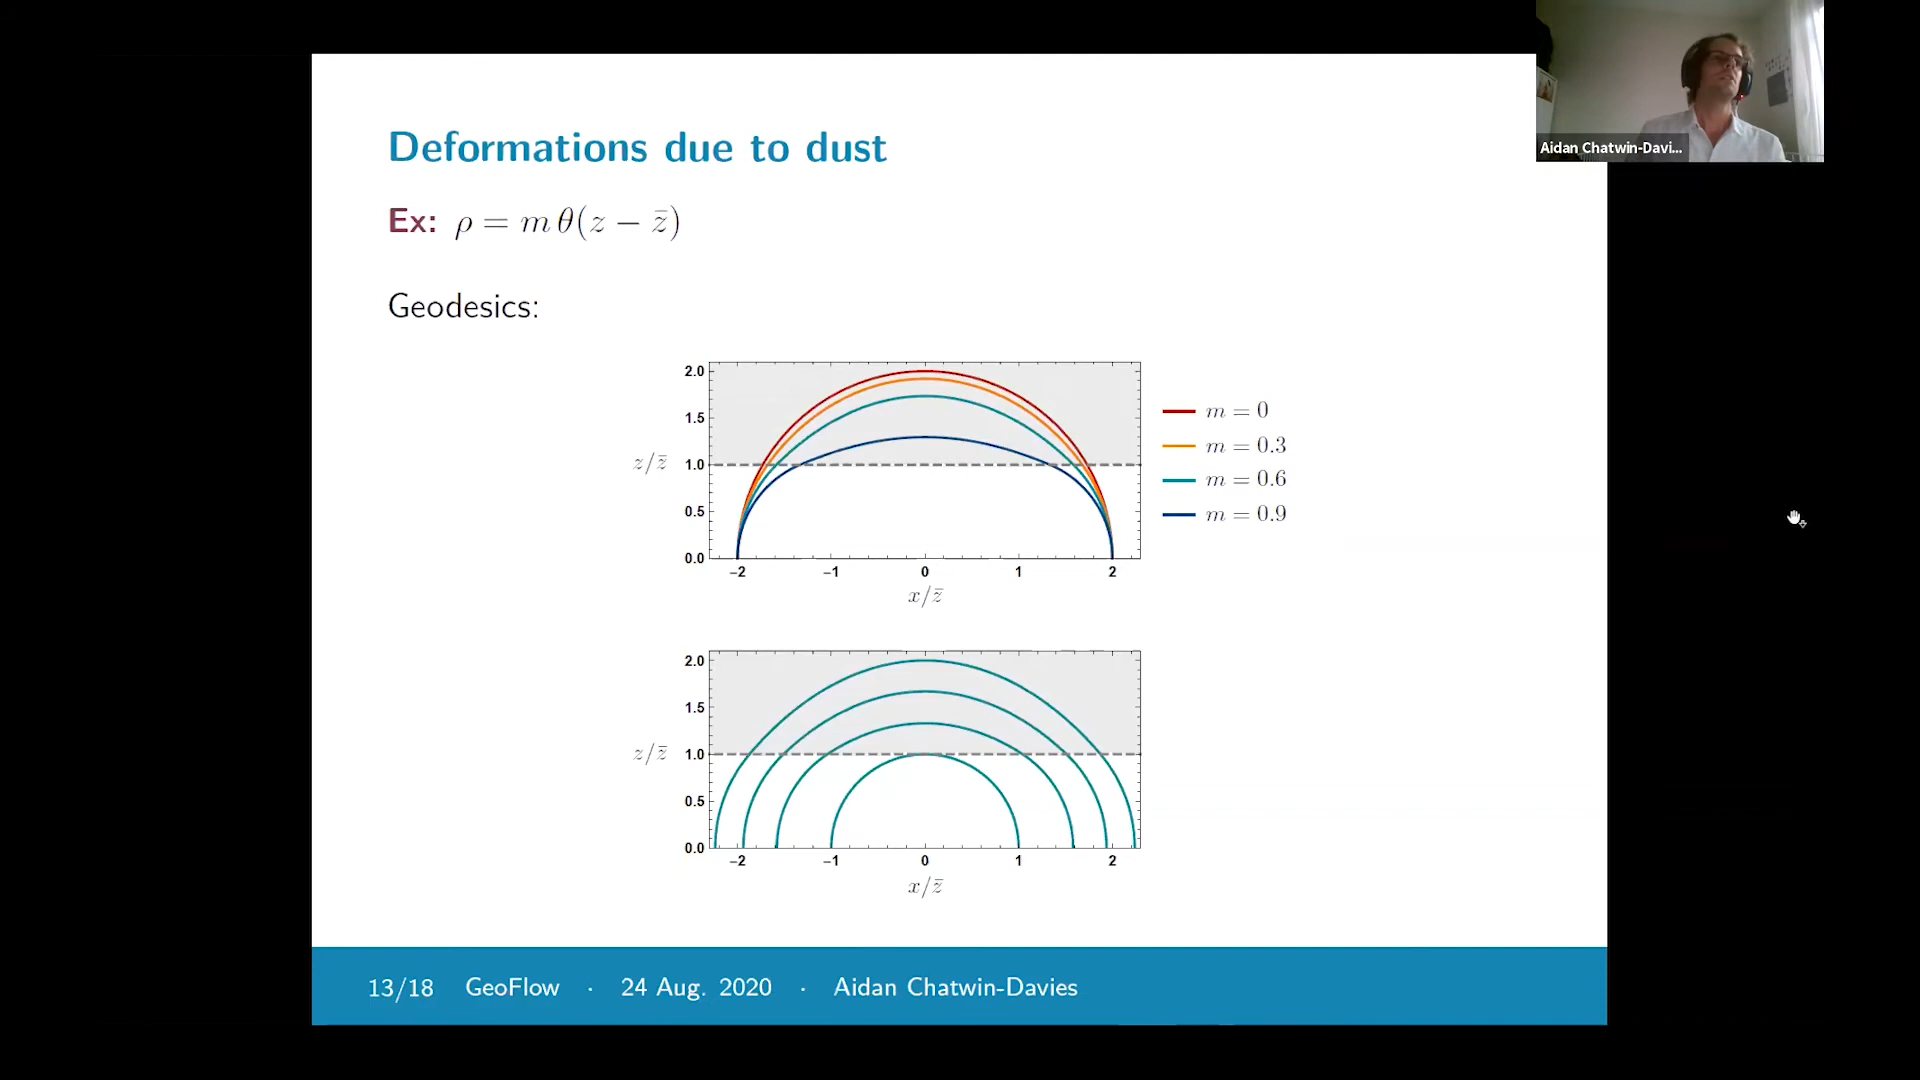 Aidan Chatwin-Davi...
Deformations due to dust
Ex: ρ = m θ(z − z̄)
Geodesics:
2.0
1.5
z/z̄ 1.0
0.5
0.0
−2 −1 0 1 2
x/z̄
m = 0
m = 0.3
m = 0.6
m = 0.9
2.0
1.5
z/z̄ 1.0
0.5
0.0
−2 −1 0 1 2
x/z̄
13/18 GeoFlow · 24 Aug. 2020 · Aidan Chatwin-Davies